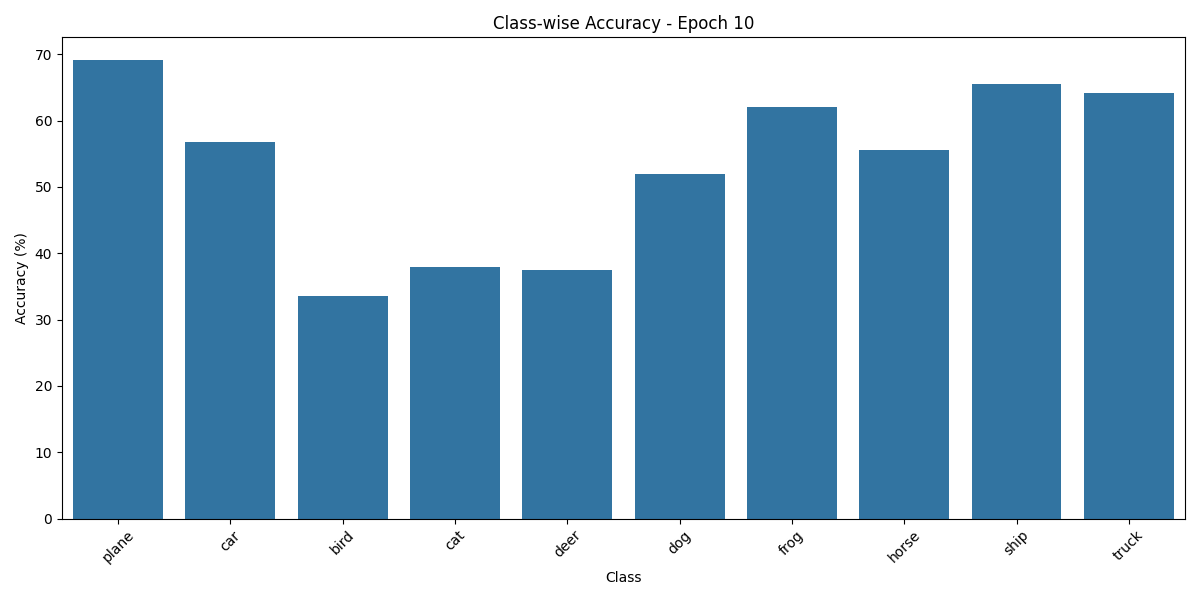 Class-wise Accuracy - Epoch 10
Accuracy (%)
70
60
50
40
30
20
10
0
plane
car
bird
cat
deer
dog
frog
horse
ship
truck
Class